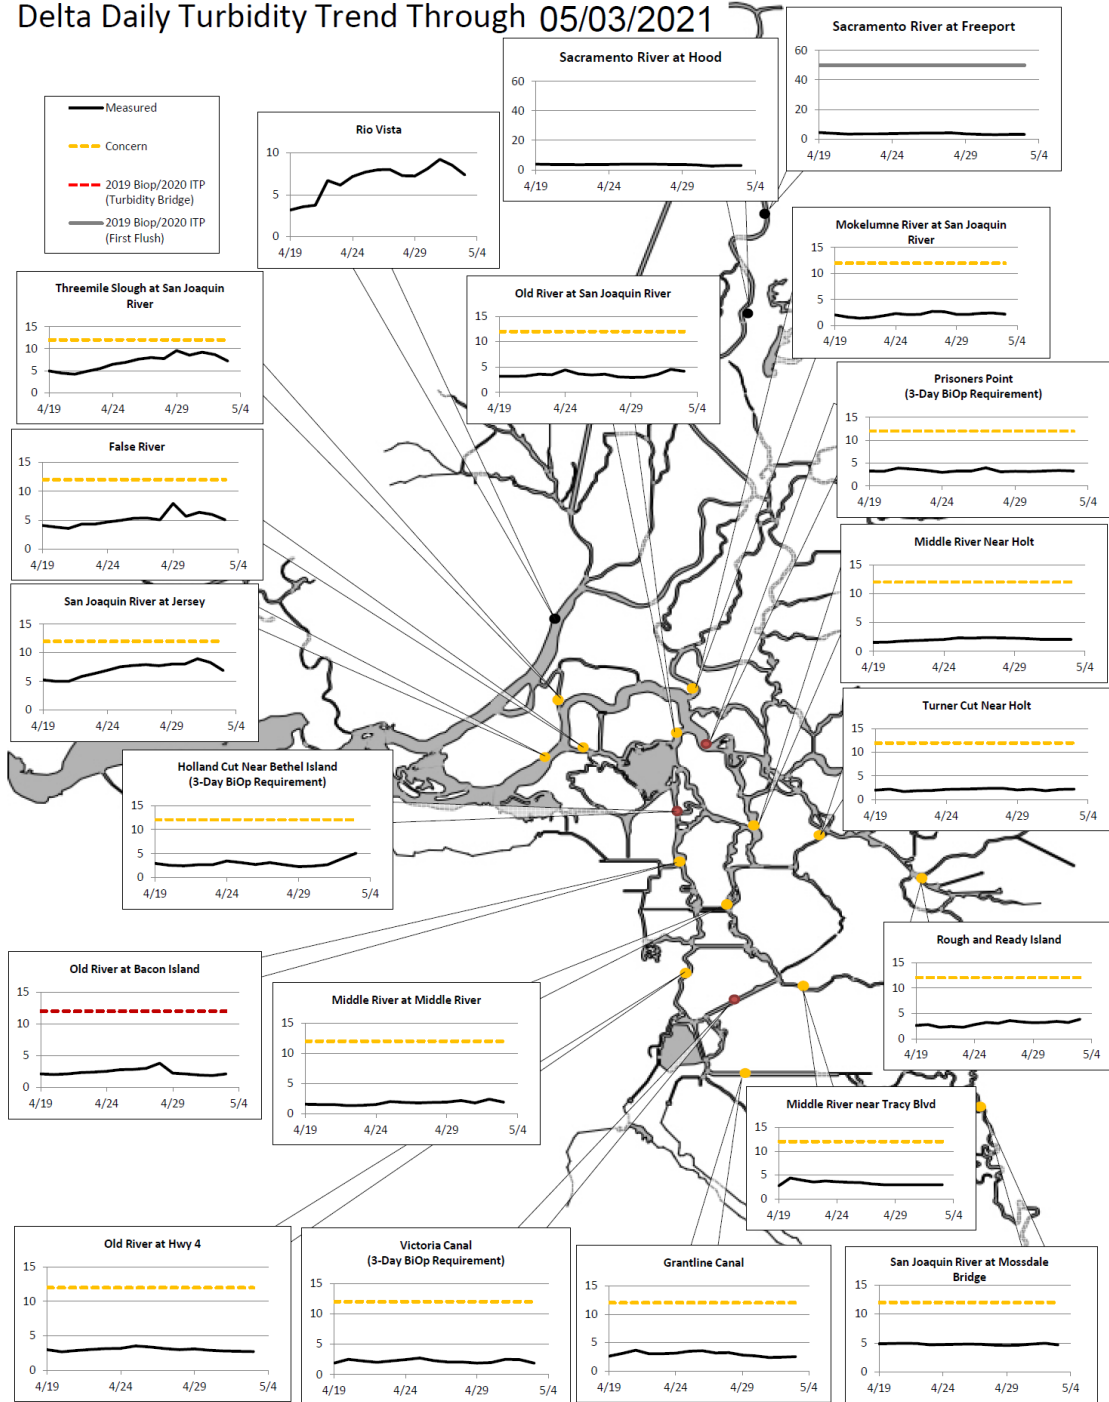 Delta Daily Turbidity Trend Through 05/03/2021
Measured
Concern
2019 Biop/2020 ITP
(Turbidity Bridge)
2019 Biop/2020 ITP
(First Flush)
Rio Vista
10
5
0
4/19 4/24 4/29 5/4
Sacramento River at Hood
60
40
20
0
4/19 4/24 4/29 5/4
Sacramento River at Freeport
60
40
20
0
4/19 4/24 4/29 5/4
Threemile Slough at San Joaquin
River
15
10
5
0
4/19 4/24 4/29 5/4
Old River at San Joaquin River
15
10
5
0
4/19 4/24 4/29 5/4
Mokelumne River at San Joaquin
River
15
10
5
0
4/19 4/24 4/29 5/4
Prisoners Point
(3-Day BiOp Requirement)
15
10
5
0
4/19 4/24 4/29 5/4
False River
15
10
5
0
4/19 4/24 4/29 5/4
Middle River Near Holt
15
10
5
0
4/19 4/24 4/29 5/4
San Joaquin River at Jersey
15
10
5
0
4/19 4/24 4/29 5/4
Turner Cut Near Holt
15
10
5
0
4/19 4/24 4/29 5/4
Holland Cut Near Bethel Island
(3-Day BiOp Requirement)
15
10
5
0
4/19 4/24 4/29 5/4
Rough and Ready Island
15
10
5
0
4/19 4/24 4/29 5/4
Old River at Bacon Island
15
10
5
0
4/19 4/24 4/29 5/4
Middle River at Middle River
15
10
5
0
4/19 4/24 4/29 5/4
Middle River near Tracy Blvd
15
10
5
0
4/19 4/24 4/29 5/4
Old River at Hwy 4
15
10
5
0
4/19 4/24 4/29 5/4
Victoria Canal
(3-Day BiOp Requirement)
15
10
5
0
4/19 4/24 4/29 5/4
Grantline Canal
15
10
5
0
4/19 4/24 4/29 5/4
San Joaquin River at Mossdale
Bridge
15
10
5
0
4/19 4/24 4/29 5/4